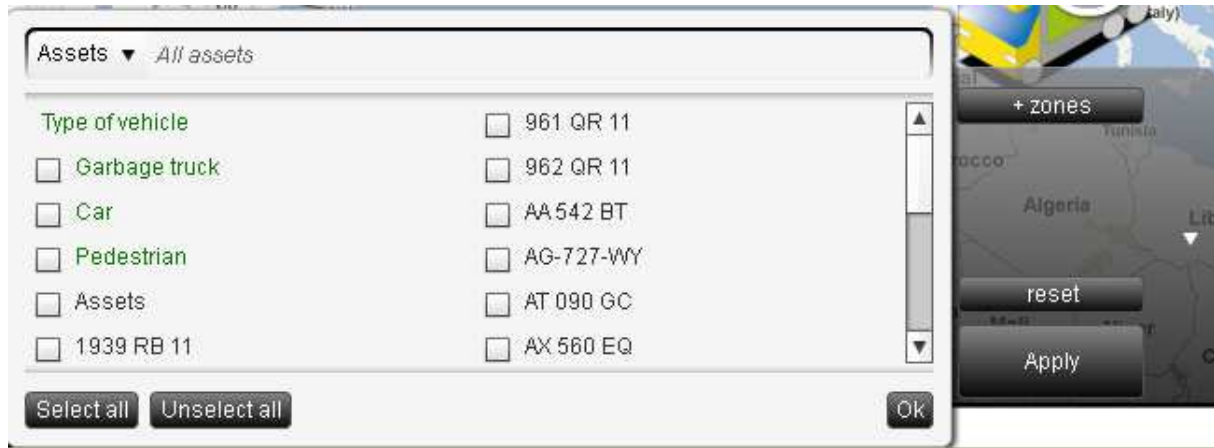 Assets ▼ All assets
Type of vehicle
Garbage truck
Car
Pedestrian
Assets
1939 RB 11
961 QR 11
962 QR 11
AA 542 BT
AG-727-WY
AT 090 GC
AX 560 EQ
Select all
Unselect all
Ok
+ zones
Tunisia
Algeria
reset
Apply